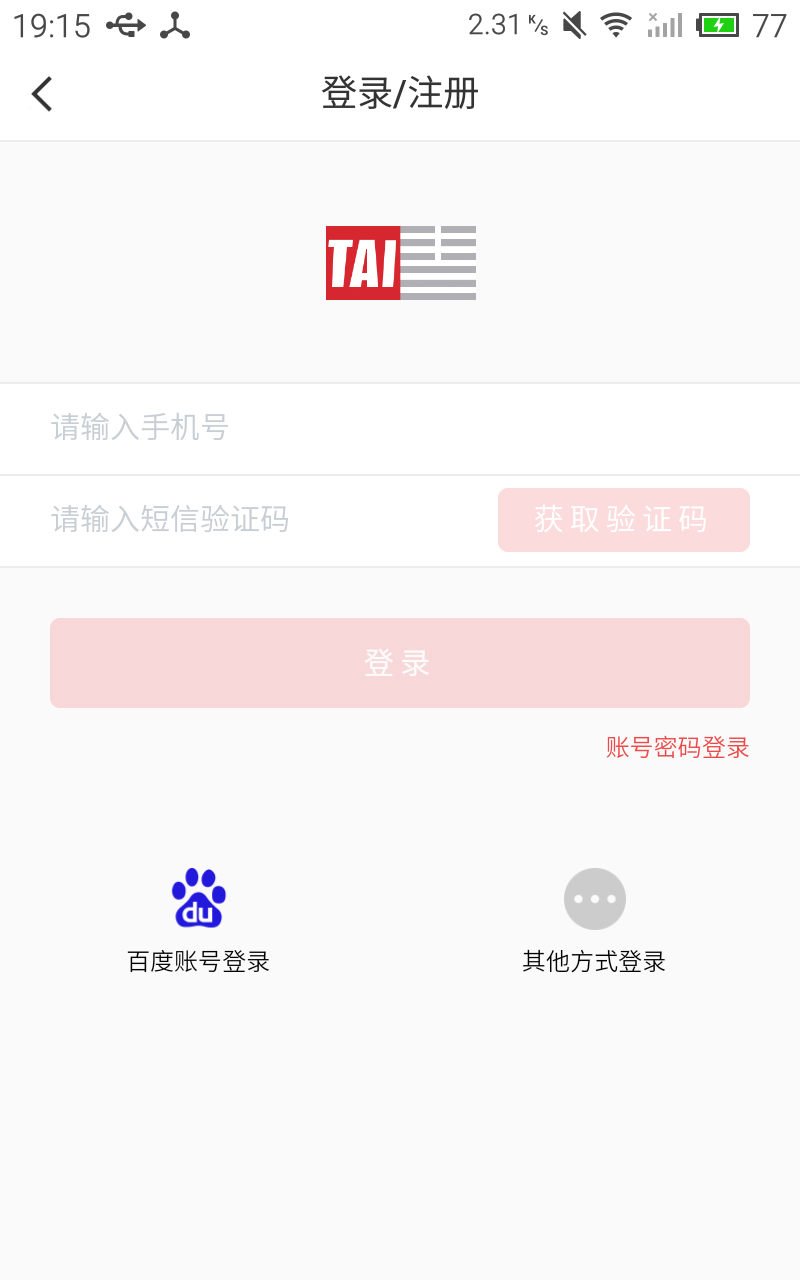 19:15 2.31 K/s 77
登录/注册
TAI
请输入手机号
请输入短信验证码 获取验证码
登录
账号密码登录
du
百度账号登录 其他方式登录